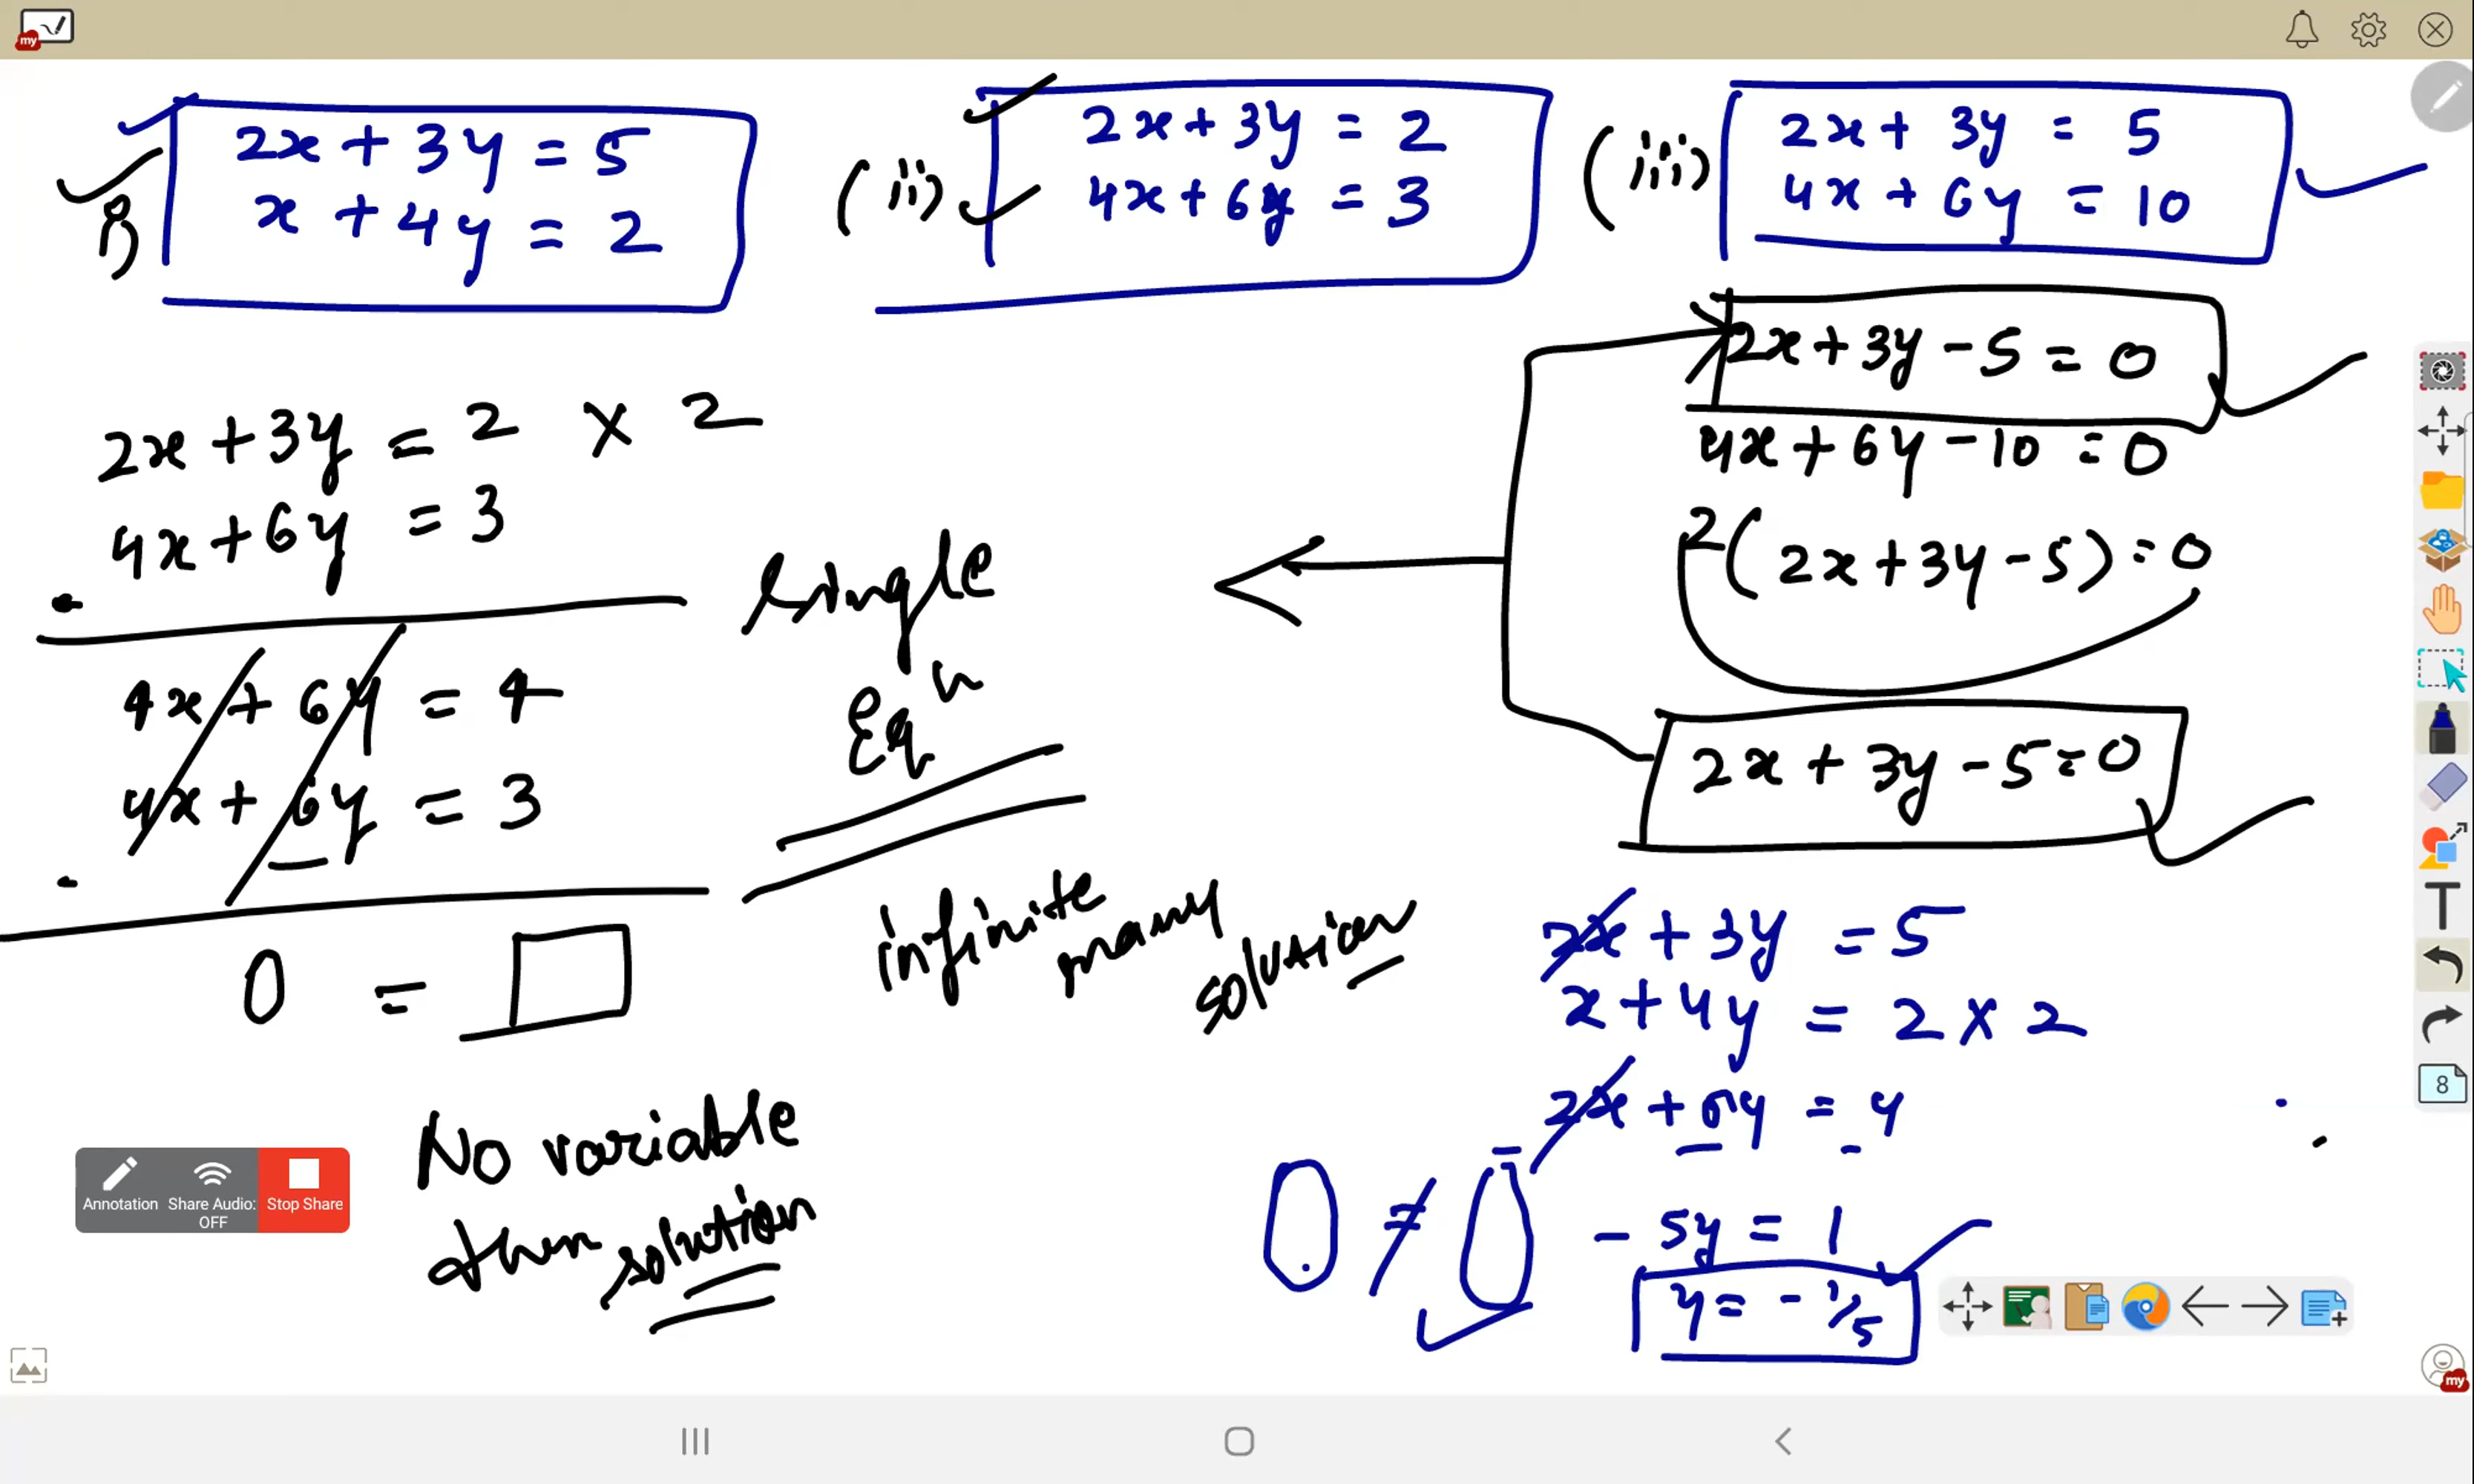 i)
2x + 3y = 5
x + 4y = 2
(ii)
2x + 3y = 2
4x + 6y = 3
(iii)
2x + 3y = 5
4x + 6y = 10
2x + 3y - 5 = 0
4x + 6y - 10 = 0
2(2x + 3y - 5) = 0
2x + 3y - 5 = 0
2x + 3y = 2 × 2
4x + 6y = 3
4x + 6y = 4
4x + 6y = 3
0 =
single
Eqn
infinite many solution
No variable
then solution
2x + 3y = 5
x + 4y = 2 × 2
2x + 8y = 4
- 5y = 1
y = - 1/5
0 ≠
Annotation
Share Audio: OFF
Stop Share
T
8
my
my